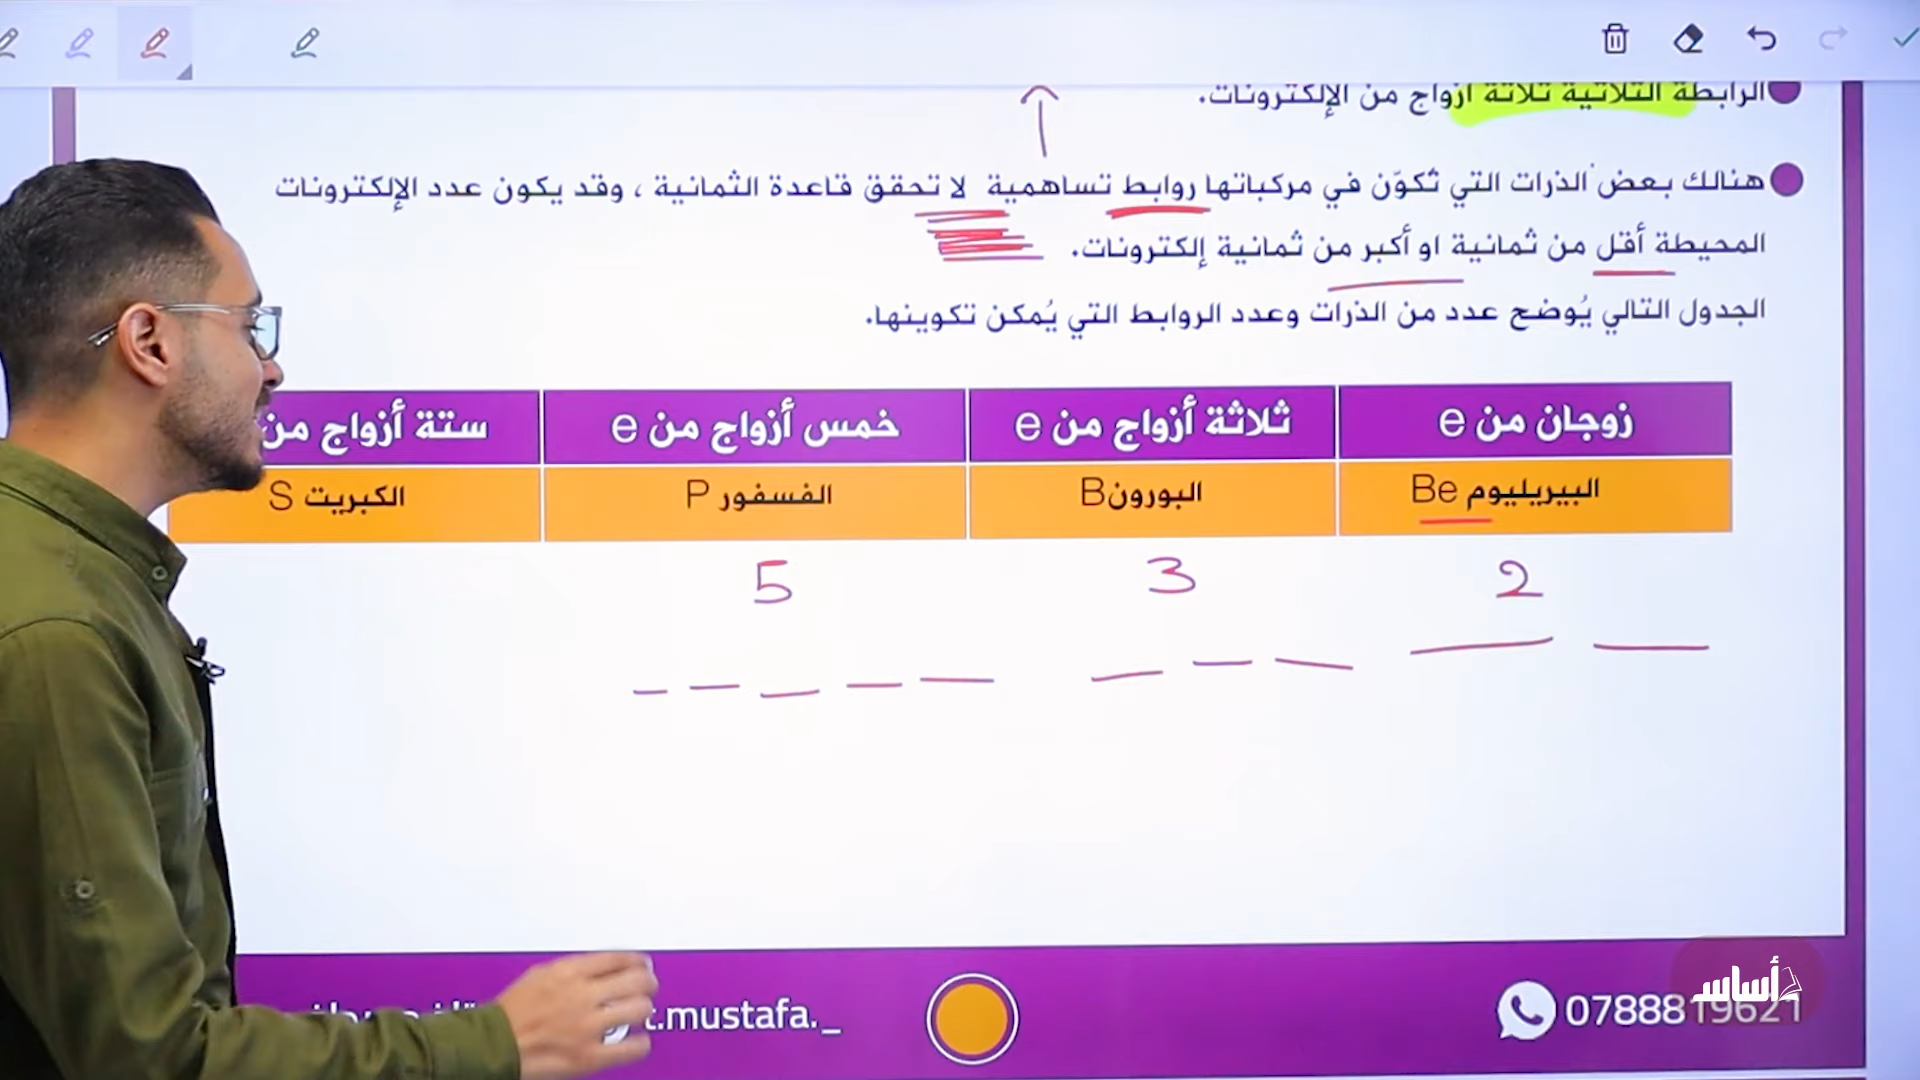 الرابطة الثلاثية ثلاثة أزواج من الإلكترونات.
هنالك بعض الذرات التي تُكوّن في مركباتها روابط تساهمية لا تحقق قاعدة الثمانية ، وقد يكون عدد الإلكترونات
المحيطة أقل من ثمانية او أكبر من ثمانية إلكترونات.
الجدول التالي يُوضح عدد من الذرات وعدد الروابط التي يُمكن تكوينها.
زوجان من e
ثلاثة أزواج من e
خمس أزواج من e
ستة أزواج من
البيريليوم Be
البورون B
الفسفور P
الكبريت S
2
3
5
أساس
0788819621
t.mustafa._